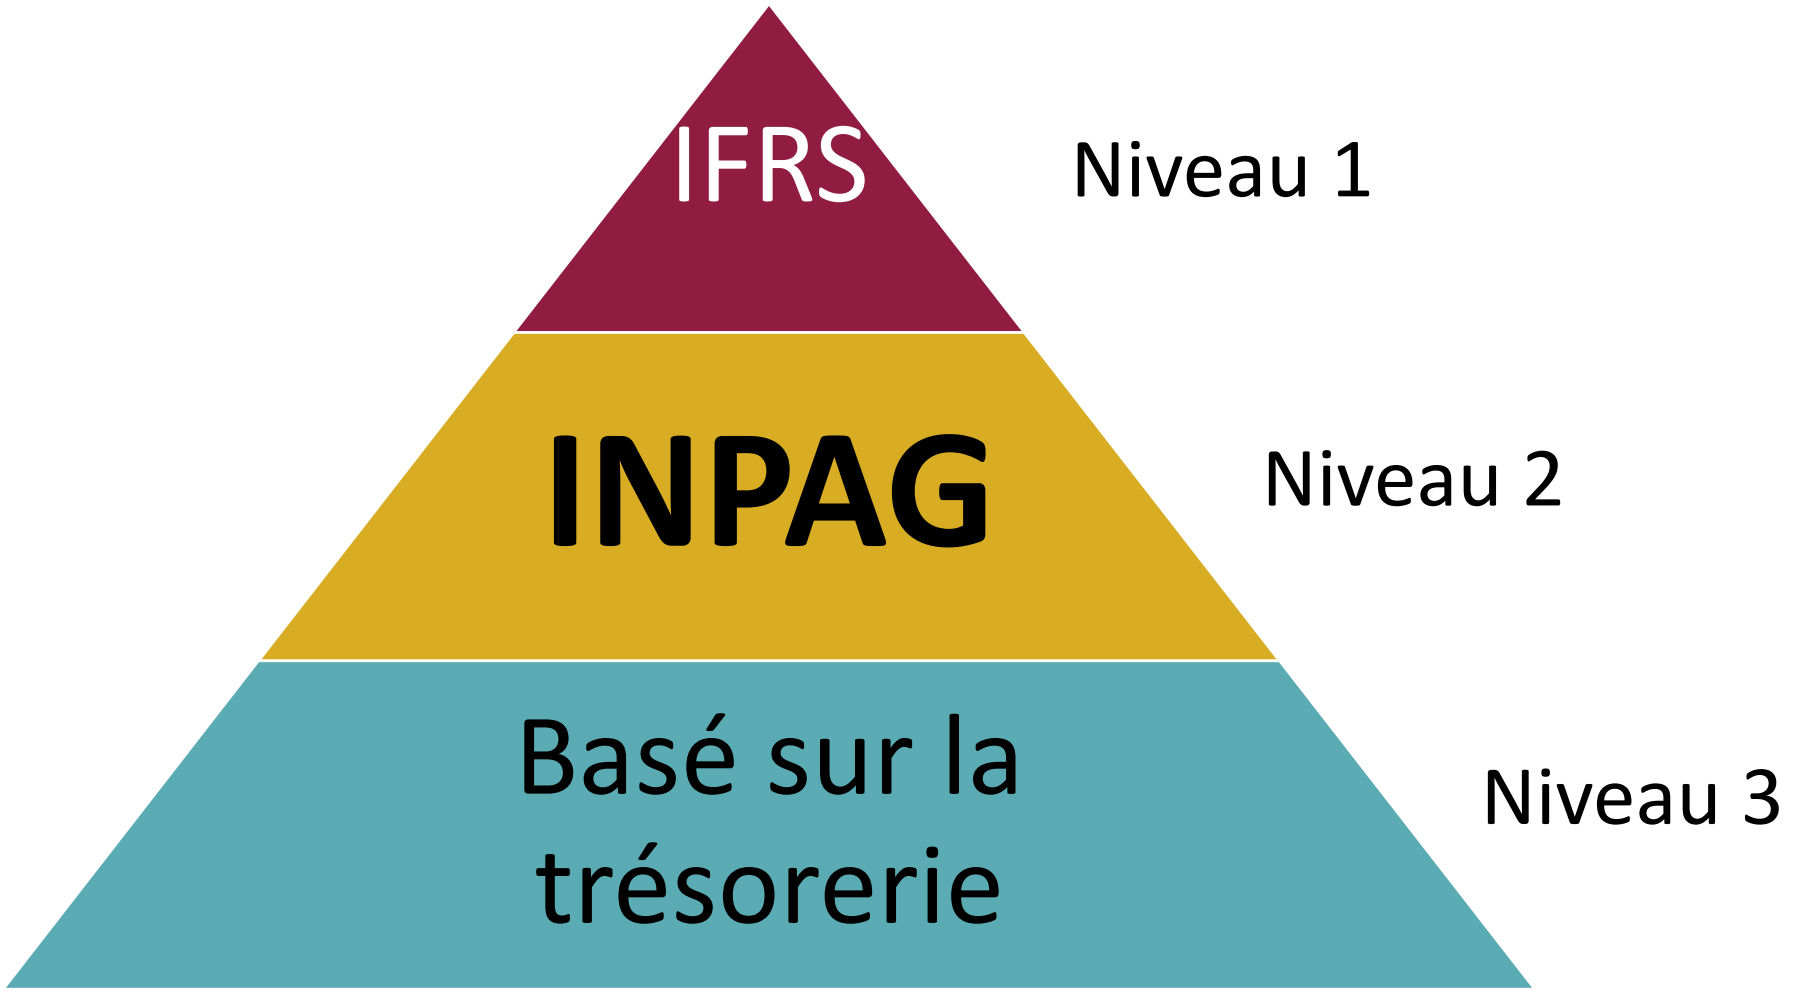 IFRS
Niveau 1
INPAG
Niveau 2
Basé sur la
trésorerie
Niveau 3